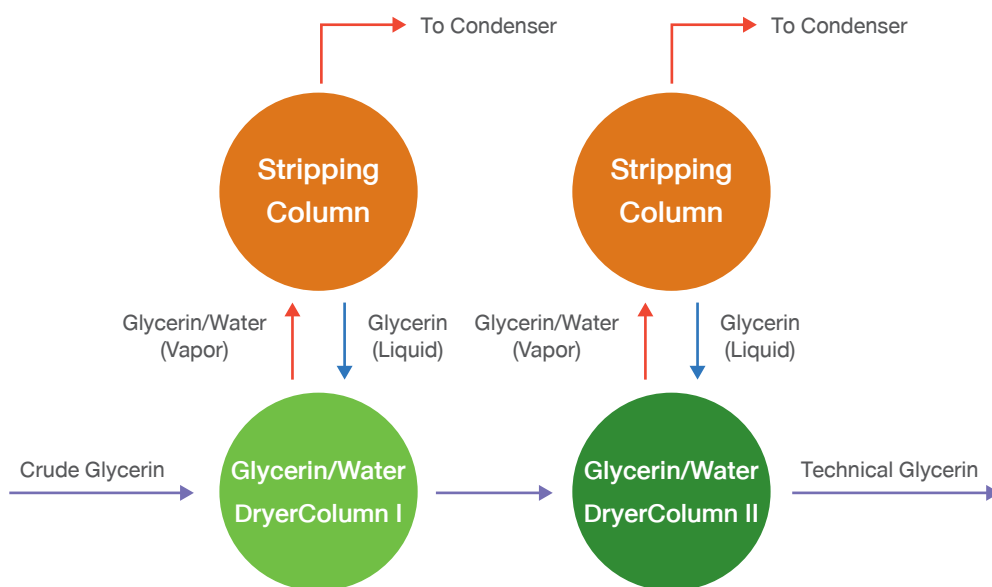 To Condenser
To Condenser
Stripping
Column
Stripping
Column
Glycerin/Water
(Vapor)
Glycerin
(Liquid)
Glycerin/Water
(Vapor)
Glycerin
(Liquid)
Crude Glycerin
Glycerin/Water
DryerColumn I
Glycerin/Water
DryerColumn II
Technical Glycerin